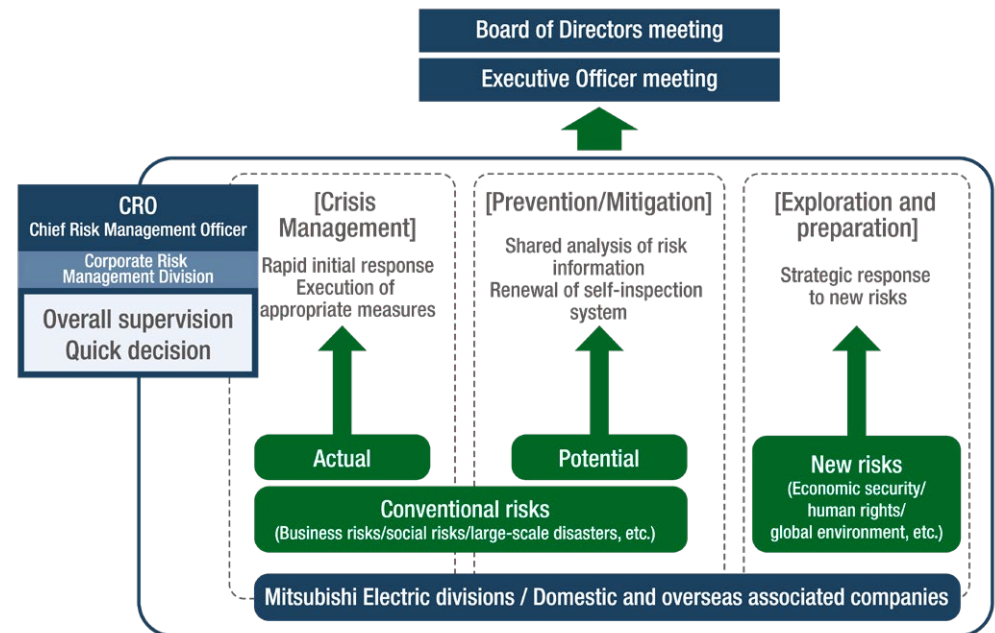 Board of Directors meeting
Executive Officer meeting
CRO
Chief Risk Management Officer
Corporate Risk
Management Division
Overall supervision
Quick decision
[Crisis
Management]
Rapid initial response
Execution of
appropriate measures
[Prevention/Mitigation]
Shared analysis of risk
information
Renewal of self-inspection
system
[Exploration and
preparation]
Strategic response
to new risks
Actual
Potential
Conventional risks
(Business risks/social risks/large-scale disasters, etc.)
New risks
(Economic security/
human rights/
global environment, etc.)
Mitsubishi Electric divisions / Domestic and overseas associated companies